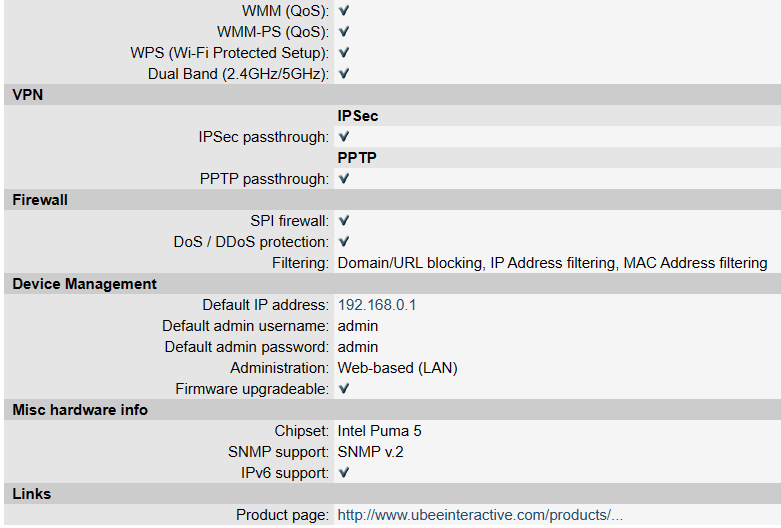 WMM (QoS): ✔
WMM-PS (QoS): ✔
WPS (Wi-Fi Protected Setup): ✔
Dual Band (2.4GHz/5GHz): ✔
VPN
IPSec
IPSec passthrough: ✔
PPTP
PPTP passthrough: ✔
Firewall
SPI firewall: ✔
DoS / DDoS protection: ✔
Filtering: Domain/URL blocking, IP Address filtering, MAC Address filtering
Device Management
Default IP address: 192.168.0.1
Default admin username: admin
Default admin password: admin
Administration: Web-based (LAN)
Firmware upgradeable: ✔
Misc hardware info
Chipset: Intel Puma 5
SNMP support: SNMP v.2
IPv6 support: ✔
Links
Product page: http://www.ubeeinteractive.com/products/...